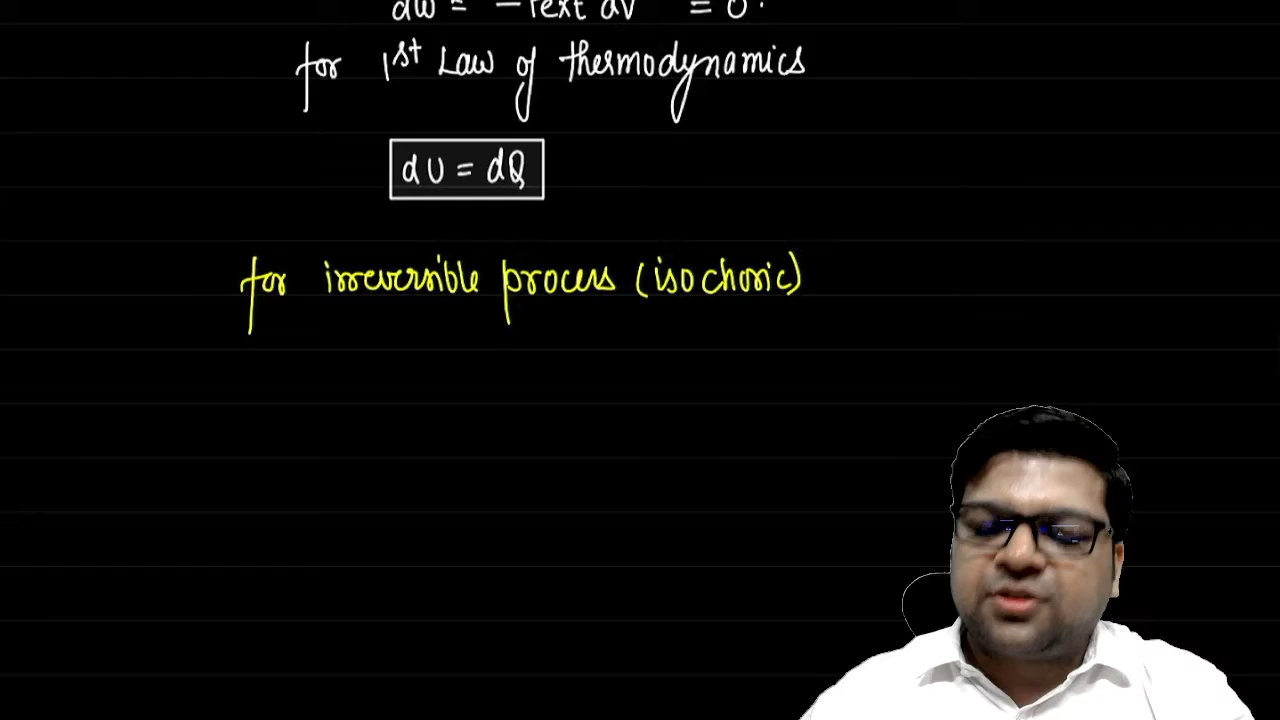 dw = - Pext dv = 0.
for 1st Law of thermodynamics
dU = dQ
for irreversible process (isochoric)